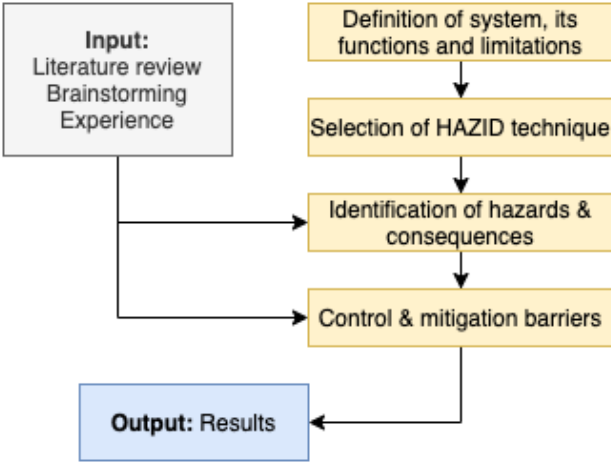 Input:
Literature review
Brainstorming
Experience
Definition of system, its
functions and limitations
Selection of HAZID technique
Identification of hazards &
consequences
Control & mitigation barriers
Output: Results